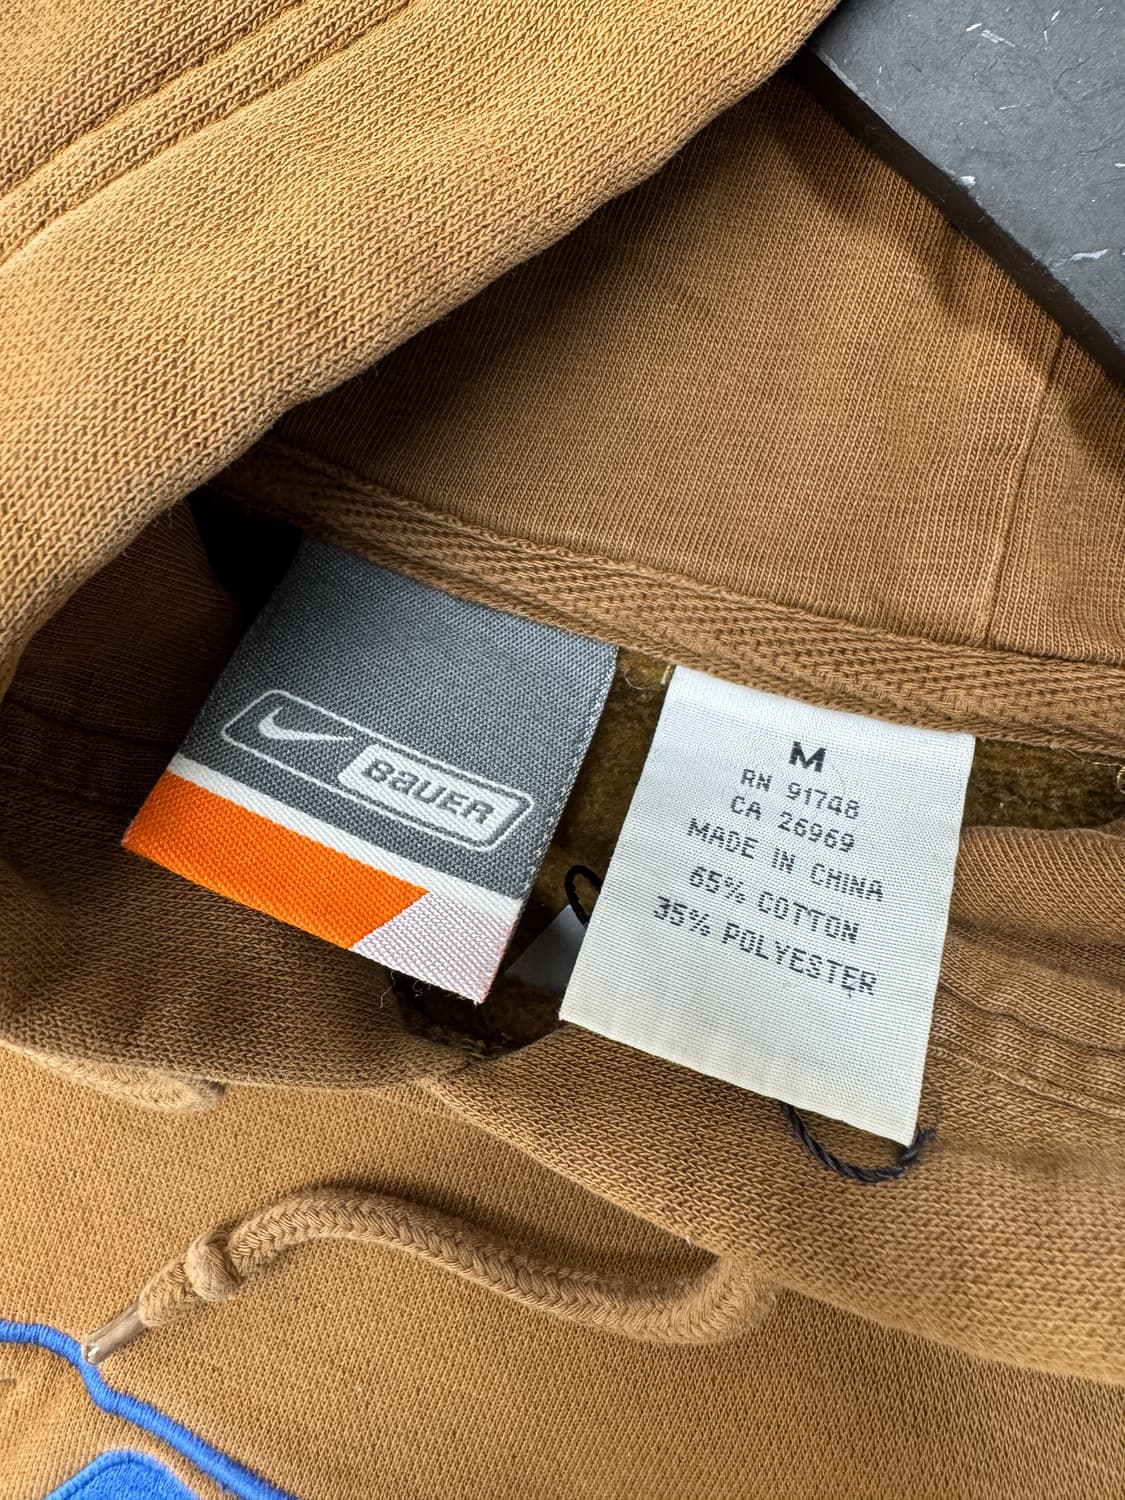 BAUER
M
RN 91748
CA 26969
MADE IN CHINA
65% COTTON
35% POLYESTER